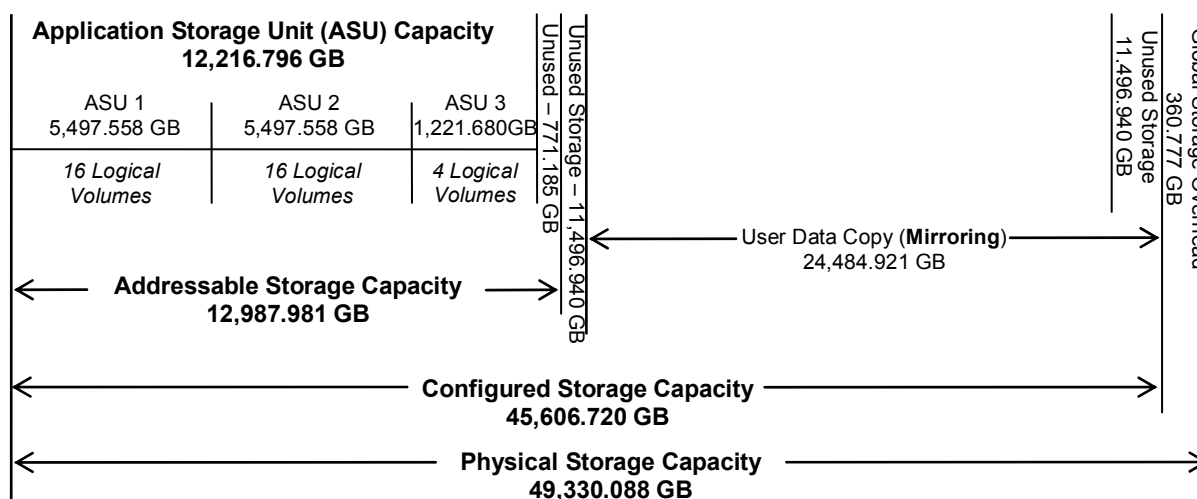 Application Storage Unit (ASU) Capacity
12,216.796 GB
ASU 1
5,497.558 GB
ASU 2
5,497.558 GB
ASU 3
1,221.680GB
16 Logical
Volumes
16 Logical
Volumes
4 Logical
Volumes
Unused – 771.185 GB
Unused Storage – 11,496.940 GB
Unused Storage
11,496.940 GB
Global Storage Overhead
360.777 GB
User Data Copy (Mirroring)
24,484.921 GB
Addressable Storage Capacity
12,987.981 GB
Configured Storage Capacity
45,606.720 GB
Physical Storage Capacity
49,330.088 GB